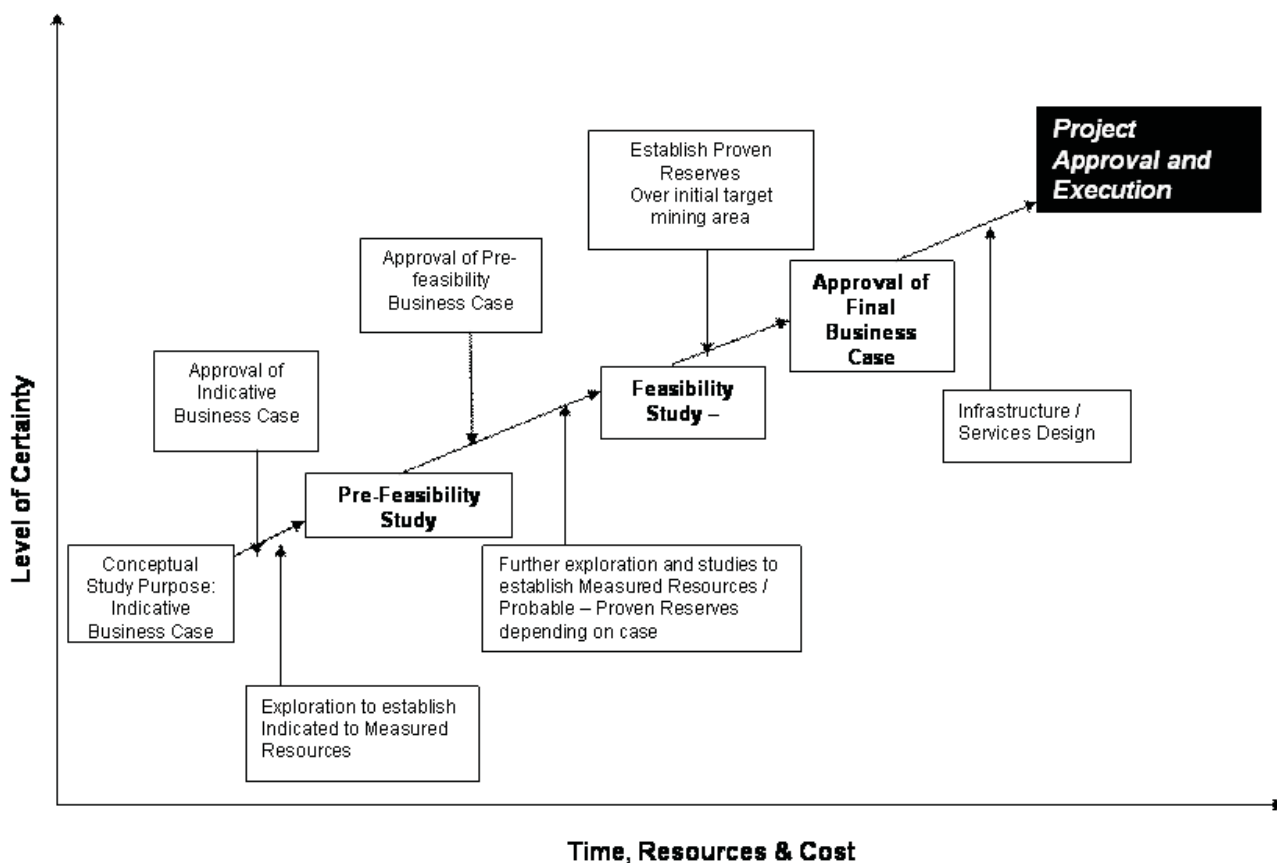 Project
Approval and
Execution
Establish Proven
Reserves
Over initial target
mining area
Approval of Pre-
feasibility
Business Case
Approval of
Final
Business
Case
Approval of
Indicative
Business Case
Feasibility
Study –
Infrastructure /
Services Design
Pre-Feasibility
Study
Conceptual
Study Purpose:
Indicative
Business Case
Further exploration and studies to
establish Measured Resources /
Probable – Proven Reserves
depending on case
Exploration to establish
Indicated to Measured
Resources
Level of Certainty
Time, Resources & Cost